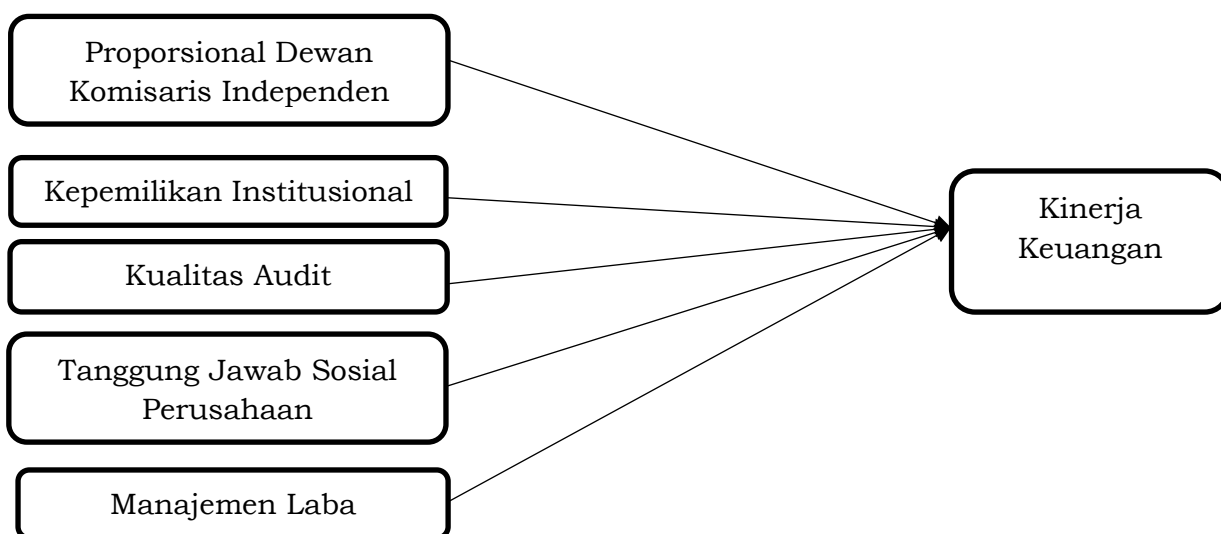 Proporsional Dewan
Komisaris Independen
Kepemilikan Institusional
Kualitas Audit
Tanggung Jawab Sosial
Perusahaan
Manajemen Laba
Kinerja
Keuangan